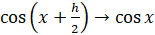 cos(x + h/2) → cos x